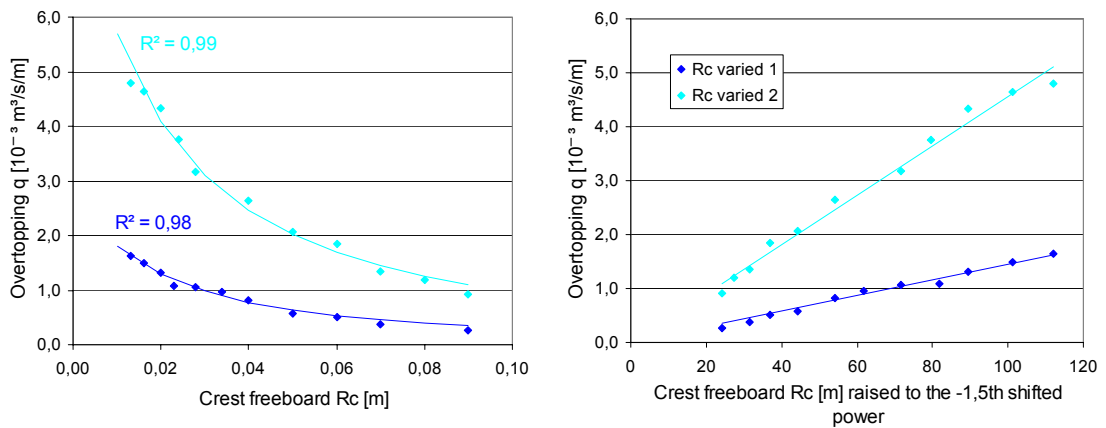 6,0
5,0
4,0
3,0
2,0
1,0
0,0
Overtopping q [10⁻³ m³/s/m]
R² = 0,99
R² = 0,98
0,00 0,02 0,04 0,06 0,08 0,10
Crest freeboard Rc [m]
6,0
5,0
4,0
3,0
2,0
1,0
0,0
Overtopping q [10⁻³ m³/s/m]
Rc varied 1
Rc varied 2
0 20 40 60 80 100 120
Crest freeboard Rc [m] raised to the -1,5th shifted
power